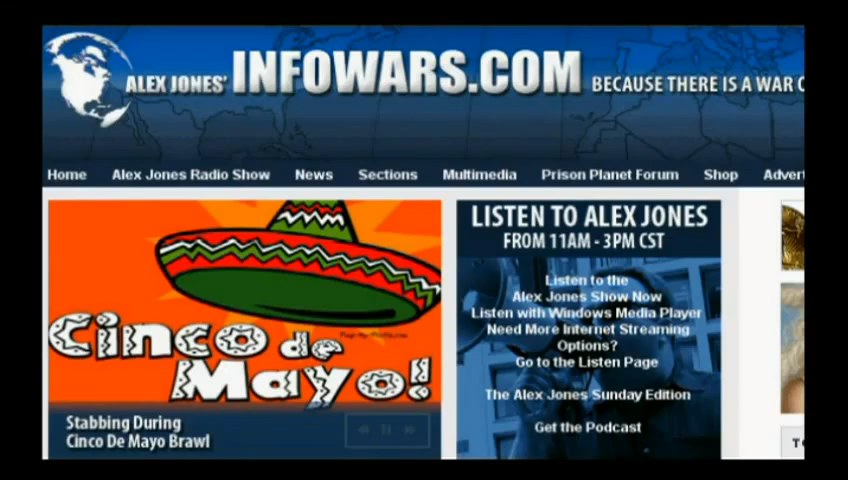 ALEX JONES' INFOWARS.COM BECAUSE THERE IS A WAR
Home Alex Jones Radio Show News Sections Multimedia Prison Planet Forum Shop Advert
Cinco de
Mayo!
Stabbing During
Cinco De Mayo Brawl
LISTEN TO ALEX JONES
FROM 11AM - 3PM CST
Listen to the
Alex Jones Show Now
Listen with Windows Media Player
Need More Internet Streaming
Options?
Go to the Listen Page
The Alex Jones Sunday Edition
Get the Podcast